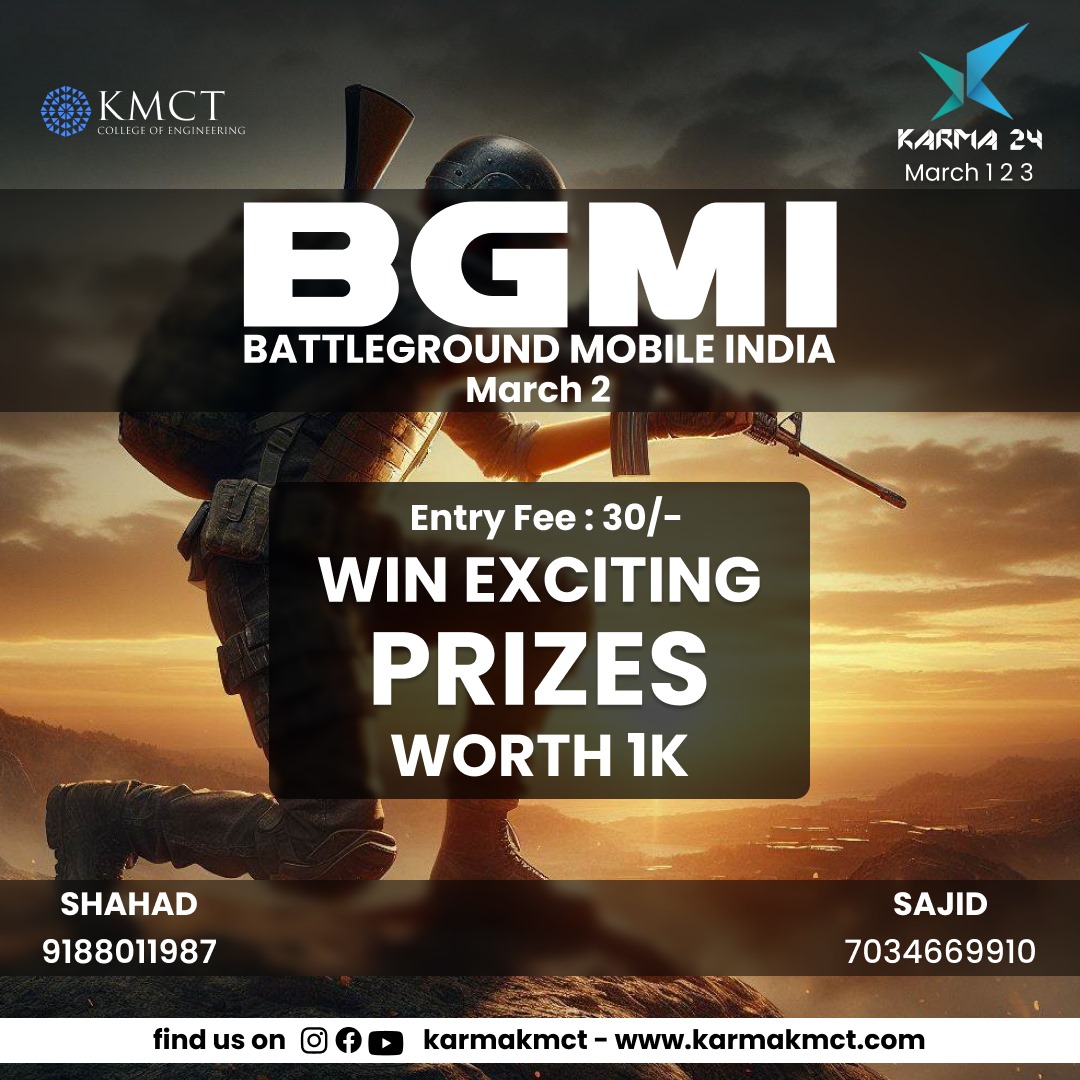 KMCT
COLLEGE OF ENGINEERING
KARMA 24
March 1 2 3
BGMI
BATTLEGROUND MOBILE INDIA
March 2
Entry Fee : 30/-
WIN EXCITING
PRIZES
WORTH 1K
SHAHAD
9188011987
SAJID
7034669910
find us on karmakmct - www.karmakmct.com